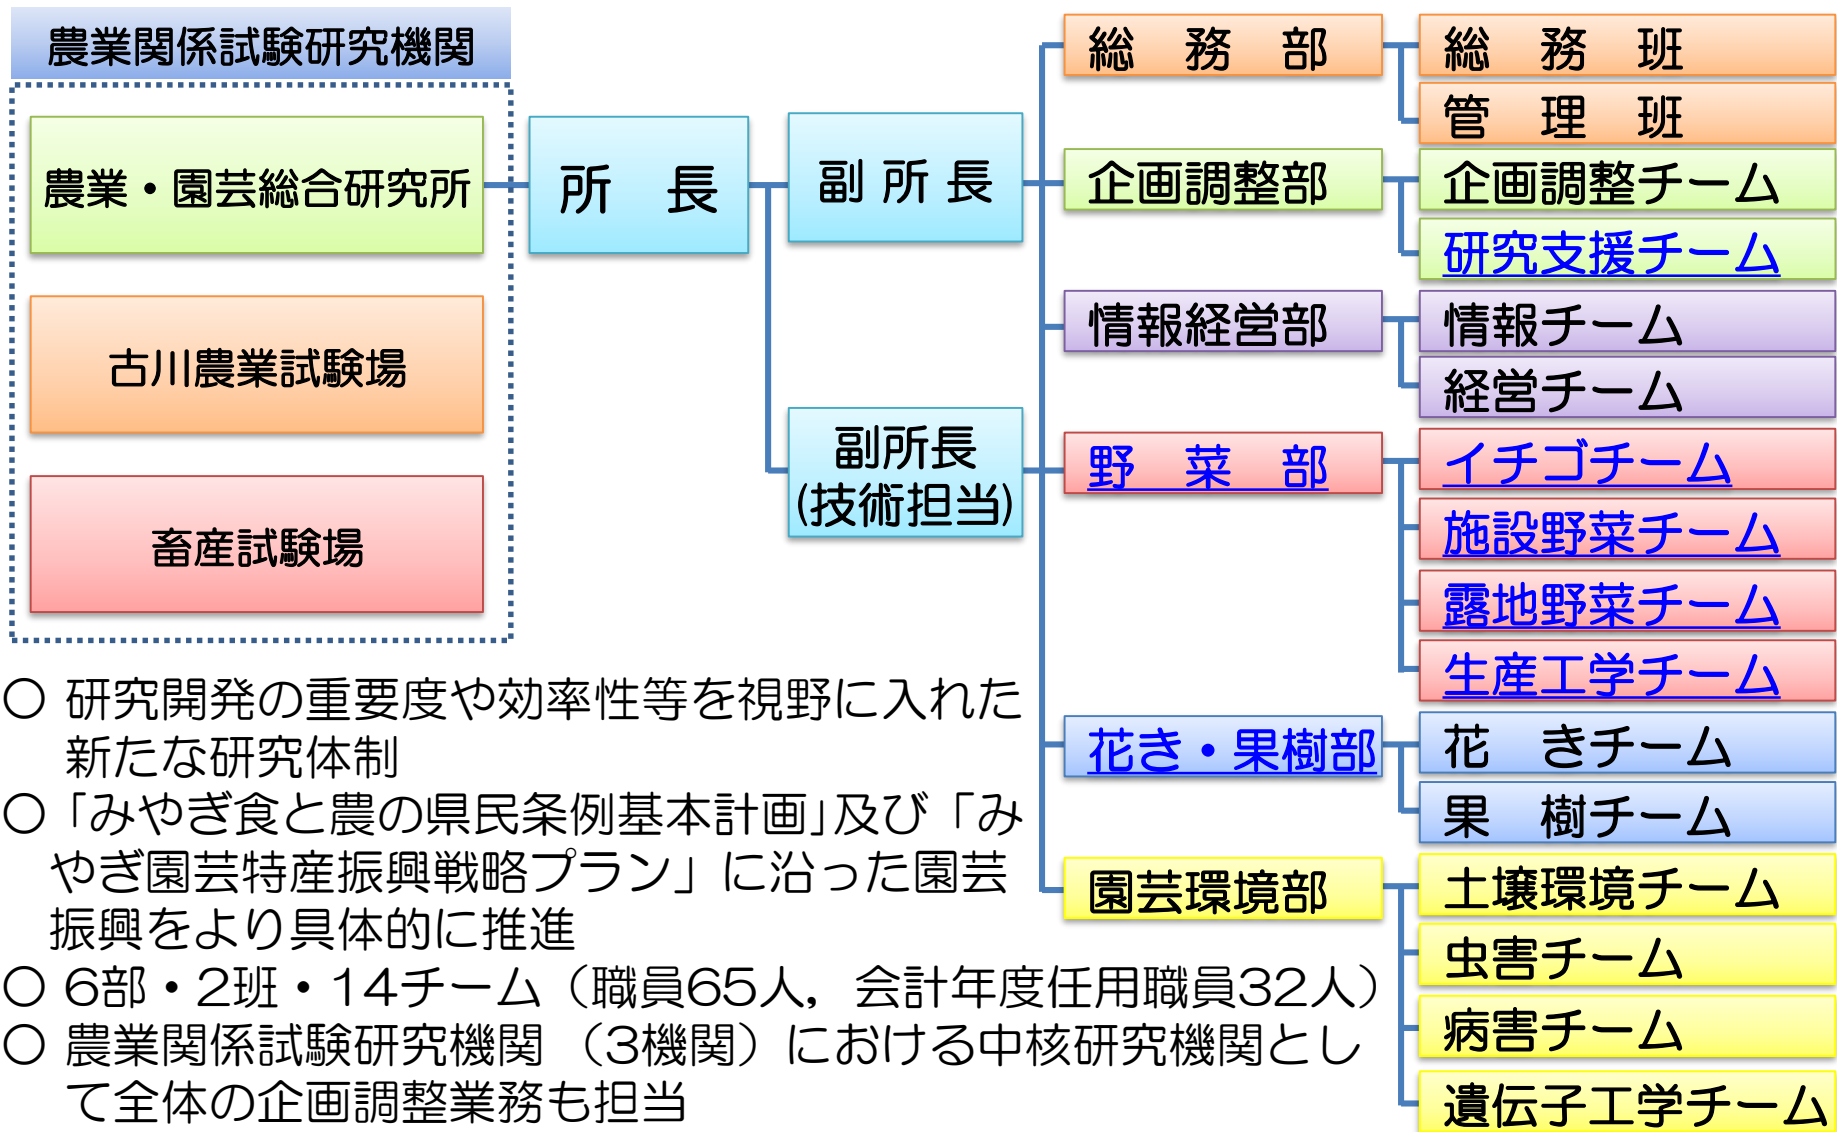 農業関係試験研究機関
農業・園芸総合研究所
古川農業試験場
畜産試験場
所　長
副 所 長
副所長
(技術担当)
総　務　部
総　務　班
管　理　班
企画調整部
企画調整チーム
研究支援チーム
情報経営部
情報チーム
経営チーム
野　菜　部
イチゴチーム
施設野菜チーム
露地野菜チーム
生産工学チーム
花き・果樹部
花　きチーム
果　樹チーム
園芸環境部
土壌環境チーム
虫害チーム
病害チーム
遺伝子工学チーム
○ 研究開発の重要度や効率性等を視野に入れた
新たな研究体制
○「みやぎ食と農の県民条例基本計画」及び「み
やぎ園芸特産振興戦略プラン」に沿った園芸
振興をより具体的に推進
○ 6部・2班・14チーム（職員65人，会計年度任用職員32人）
○ 農業関係試験研究機関 （3機関）における中核研究機関とし
て全体の企画調整業務も担当